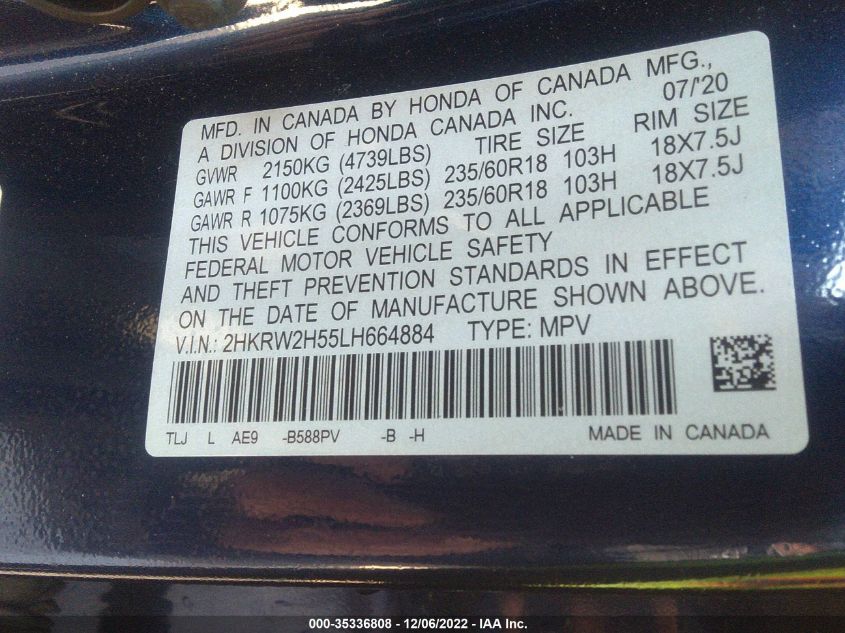 MFD. IN CANADA BY HONDA OF CANADA MFG.,
A DIVISION OF HONDA CANADA INC. 07/'20
GVWR 2150KG (4739LBS) TIRE SIZE RIM SIZE
GAWR F 1100KG (2425LBS) 235/60R18 103H 18X7.5J
GAWR R 1075KG (2369LBS) 235/60R18 103H 18X7.5J
THIS VEHICLE CONFORMS TO ALL APPLICABLE
FEDERAL MOTOR VEHICLE SAFETY
AND THEFT PREVENTION STANDARDS IN EFFECT
ON THE DATE OF MANUFACTURE SHOWN ABOVE.
V.I.N.: 2HKRW2H55LH664884 TYPE: MPV
TLJ L AE9 -B588PV -B -H MADE IN CANADA
000-35336808 - 12/06/2022 - IAA Inc.